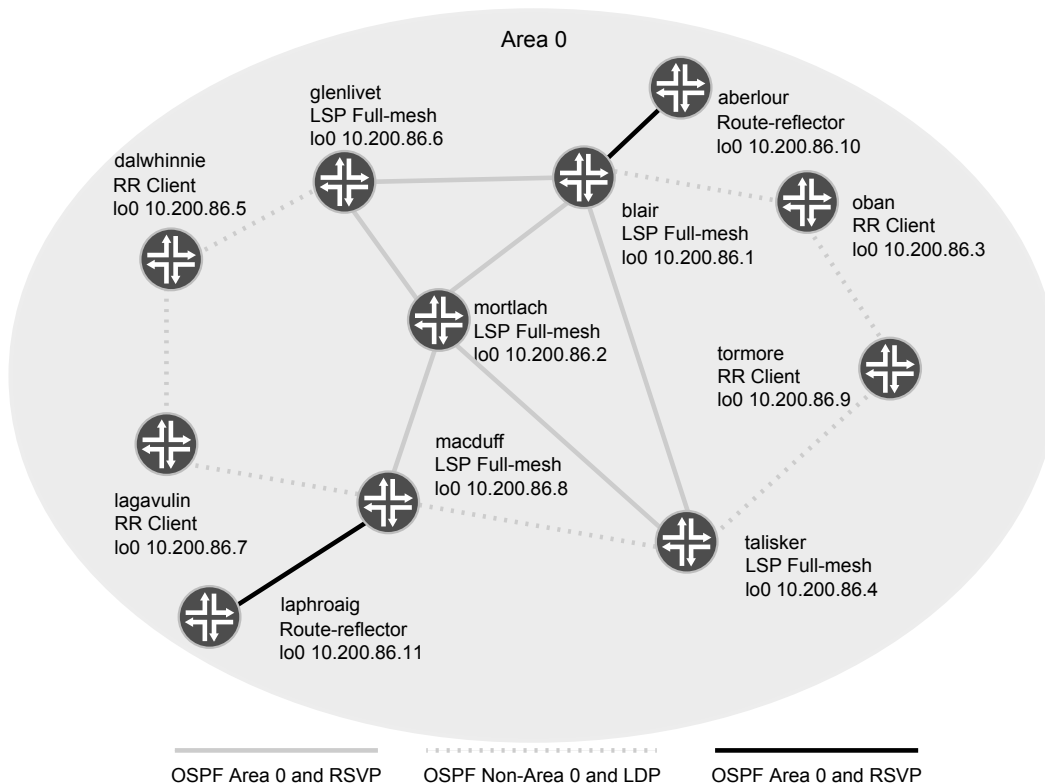 Area 0
glenlivet
LSP Full-mesh
lo0 10.200.86.6
aberlour
Route-reflector
lo0 10.200.86.10
dalwhinnie
RR Client
lo0 10.200.86.5
blair
LSP Full-mesh
lo0 10.200.86.1
oban
RR Client
lo0 10.200.86.3
mortlach
LSP Full-mesh
lo0 10.200.86.2
tormore
RR Client
lo0 10.200.86.9
macduff
LSP Full-mesh
lo0 10.200.86.8
lagavulin
RR Client
lo0 10.200.86.7
talisker
LSP Full-mesh
lo0 10.200.86.4
laphroaig
Route-reflector
lo0 10.200.86.11
OSPF Area 0 and RSVP
OSPF Non-Area 0 and LDP
OSPF Area 0 and RSVP